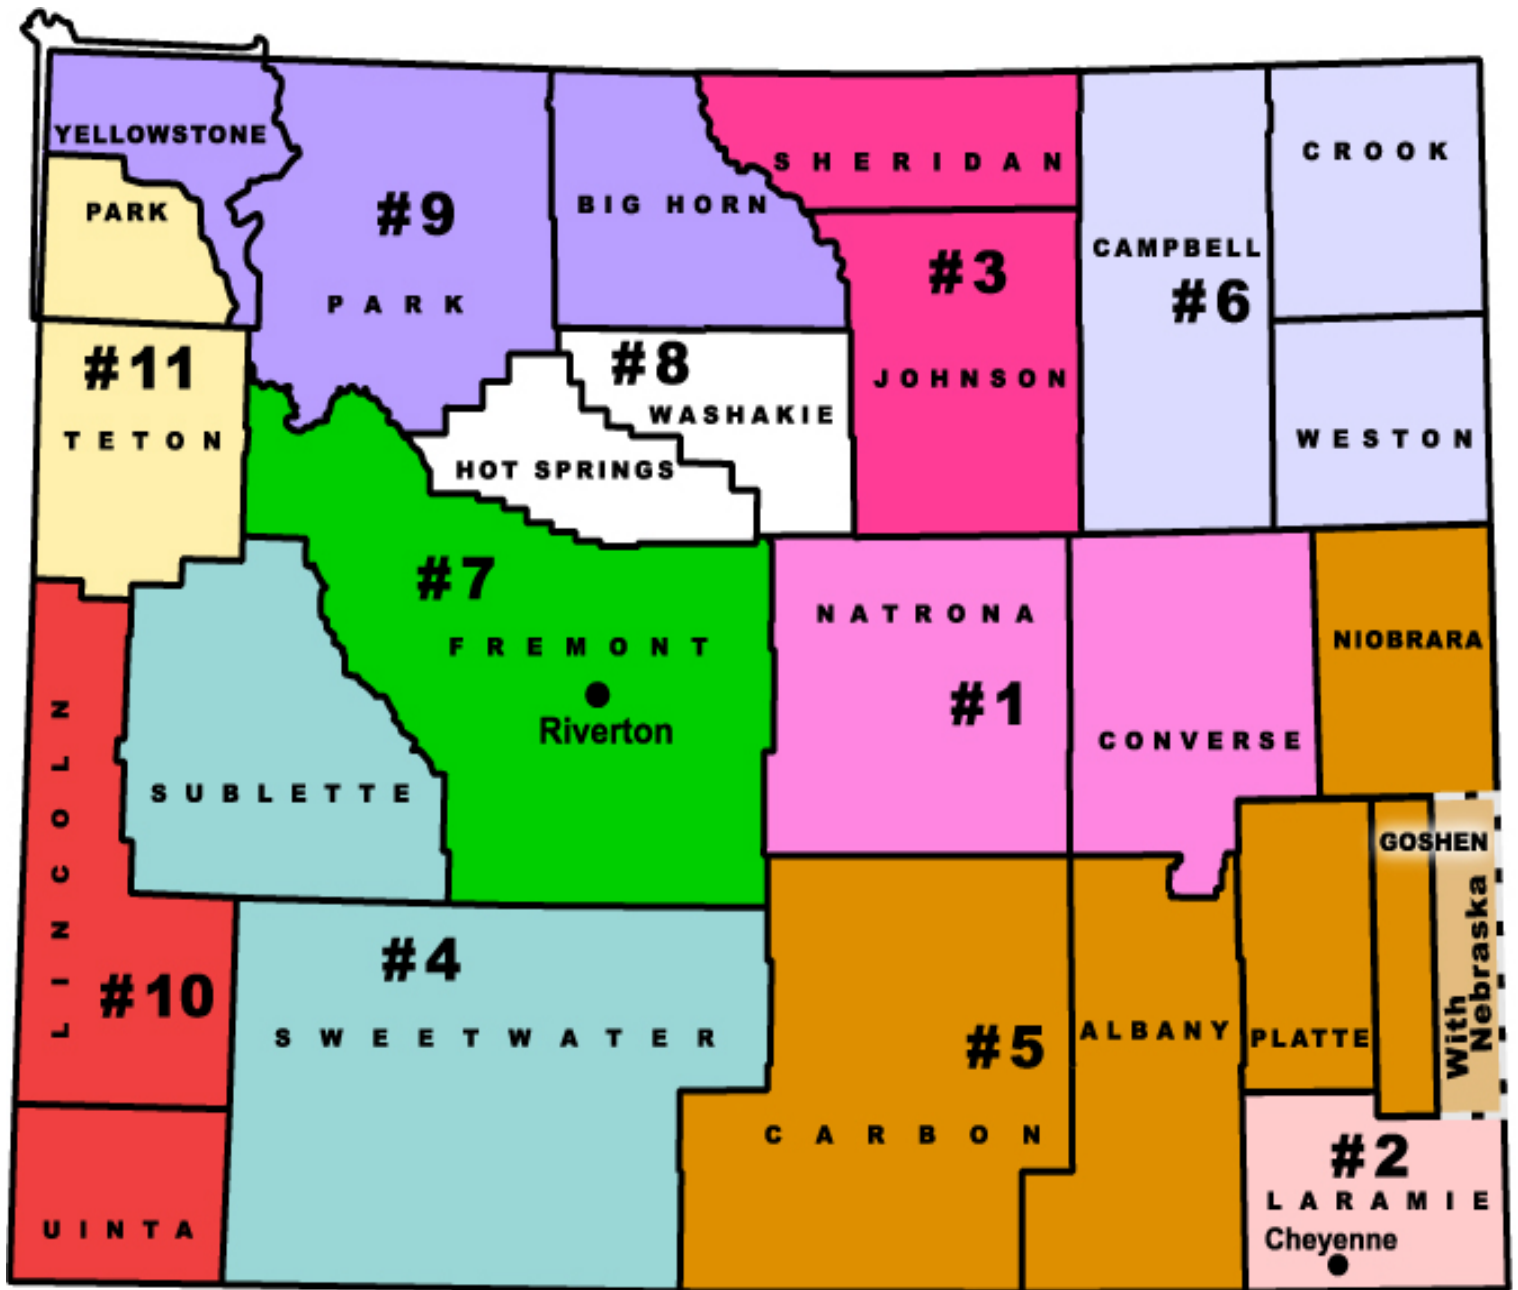 YELLOWSTONE
PARK
#9
PARK
BIG HORN
SHERIDAN
#3
JOHNSON
CAMPBELL
#6
CROOK
WESTON
#11
TETON
#8
WASHAKIE
HOT SPRINGS
#7
FREMONT
Riverton
NATRONA
#1
CONVERSE
NIOBRARA
LINCOLN
#10
SUBLETTE
#4
SWEETWATER
#5
CARBON
ALBANY
PLATTE
GOSHEN
With
Nebraska
UINTA
#2
LARAMIE
Cheyenne